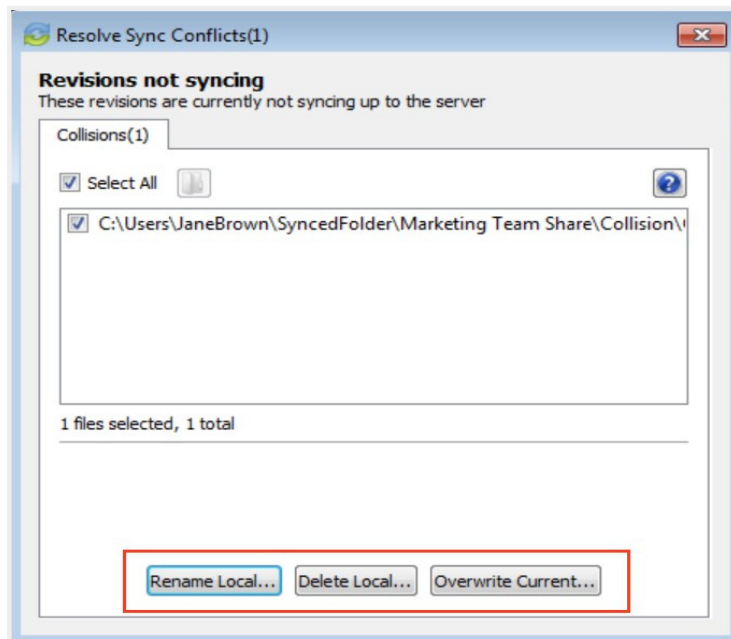 Resolve Sync Conflicts(1)
Revisions not syncing
These revisions are currently not syncing up to the server
Collisions(1)
Select All
C:\Users\JaneBrown\SyncedFolder\Marketing Team Share\Collision\
1 files selected, 1 total
Rename Local... Delete Local... Overwrite Current...